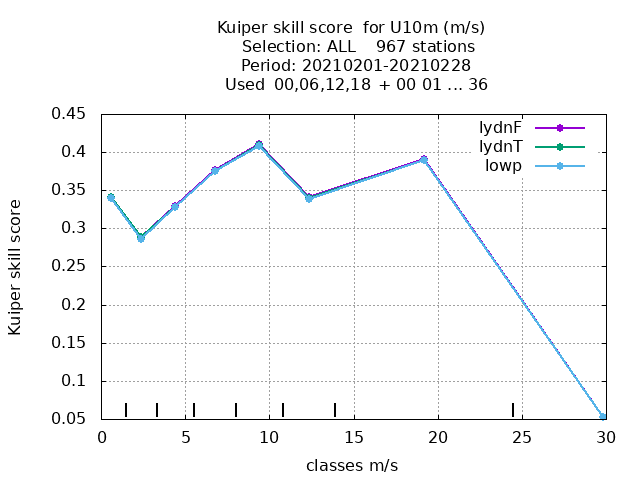 Kuiper skill score  for U10m (m/s)
Selection: ALL    967 stations
Period: 20210201-20210228
Used  00,06,12,18  + 00 01 ... 36
0.45
0.4
0.35
0.3
0.25
0.2
0.15
0.1
0.05
Kuiper skill score
lydnF
lydnT
lowp
0 5 10 15 20 25 30
classes m/s